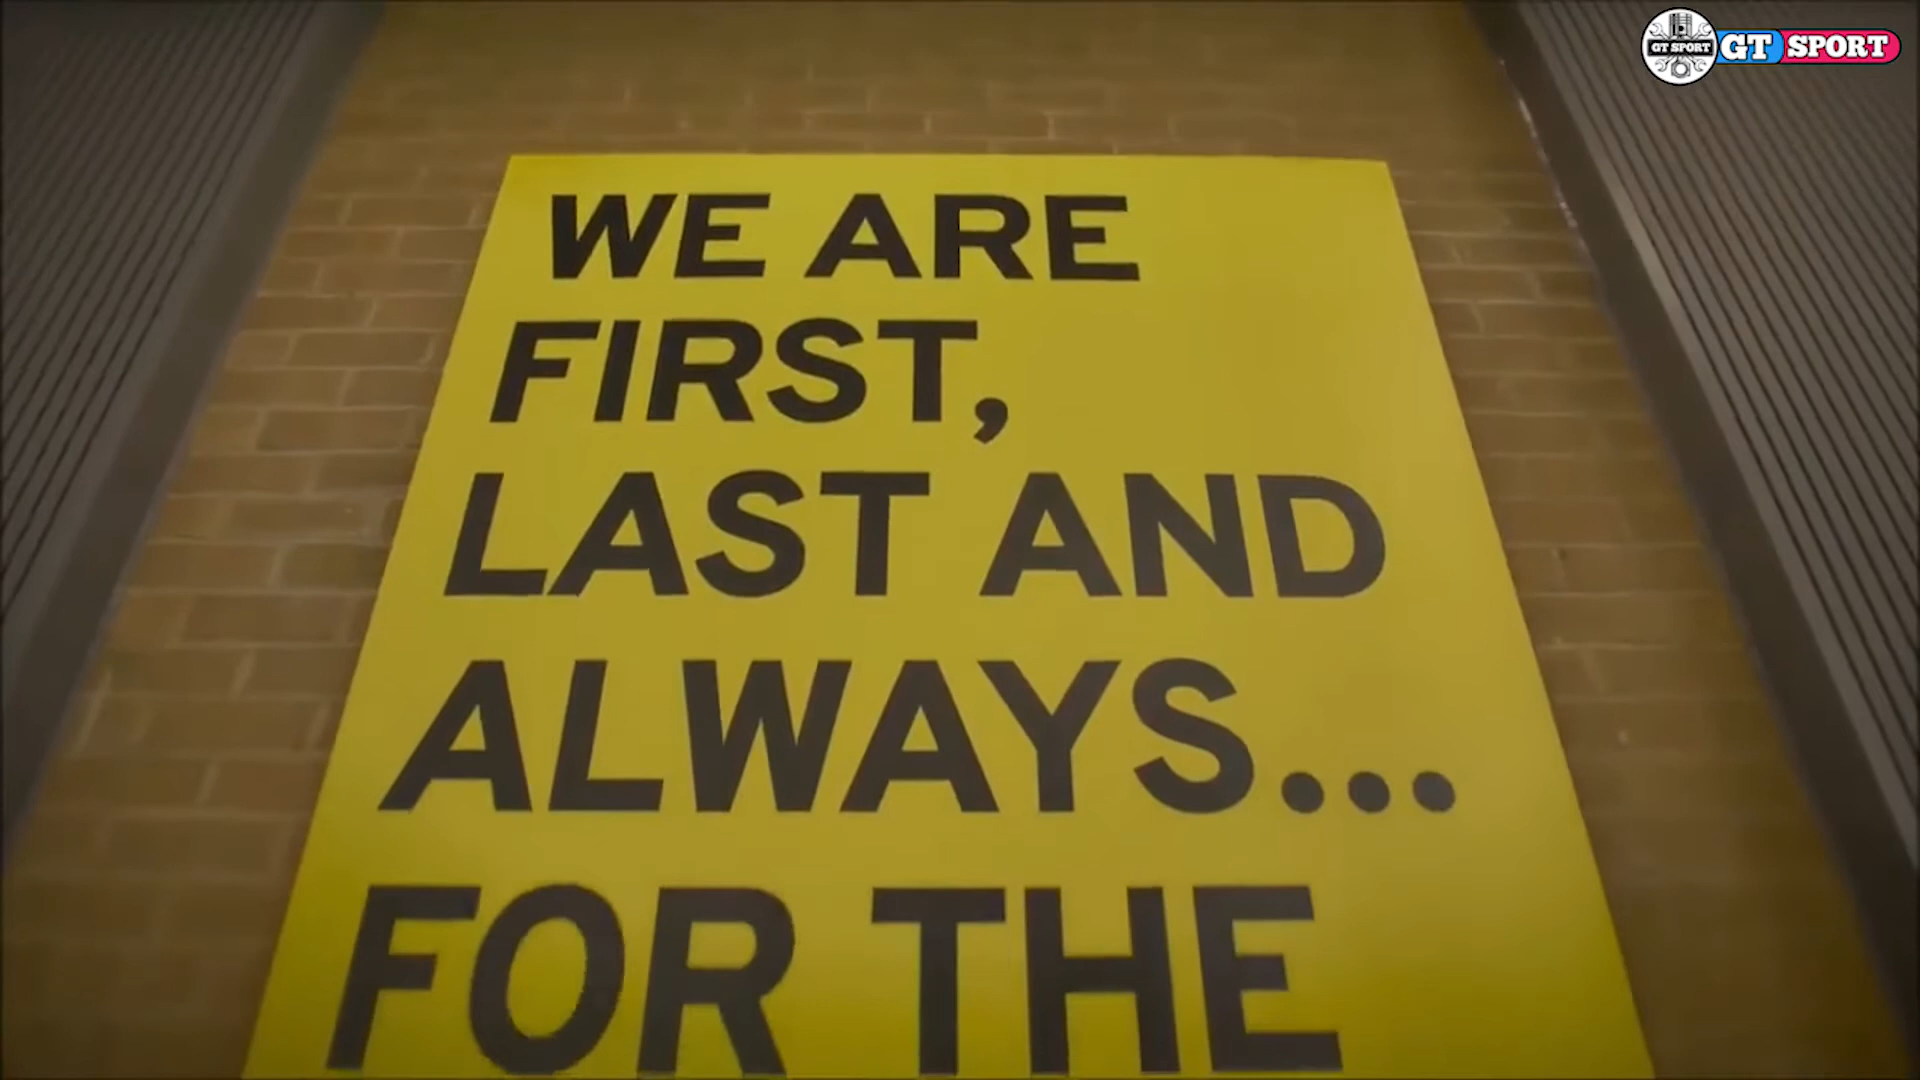 GT SPORT GT SPORT
WE ARE
FIRST,
LAST AND
ALWAYS...
FOR THE